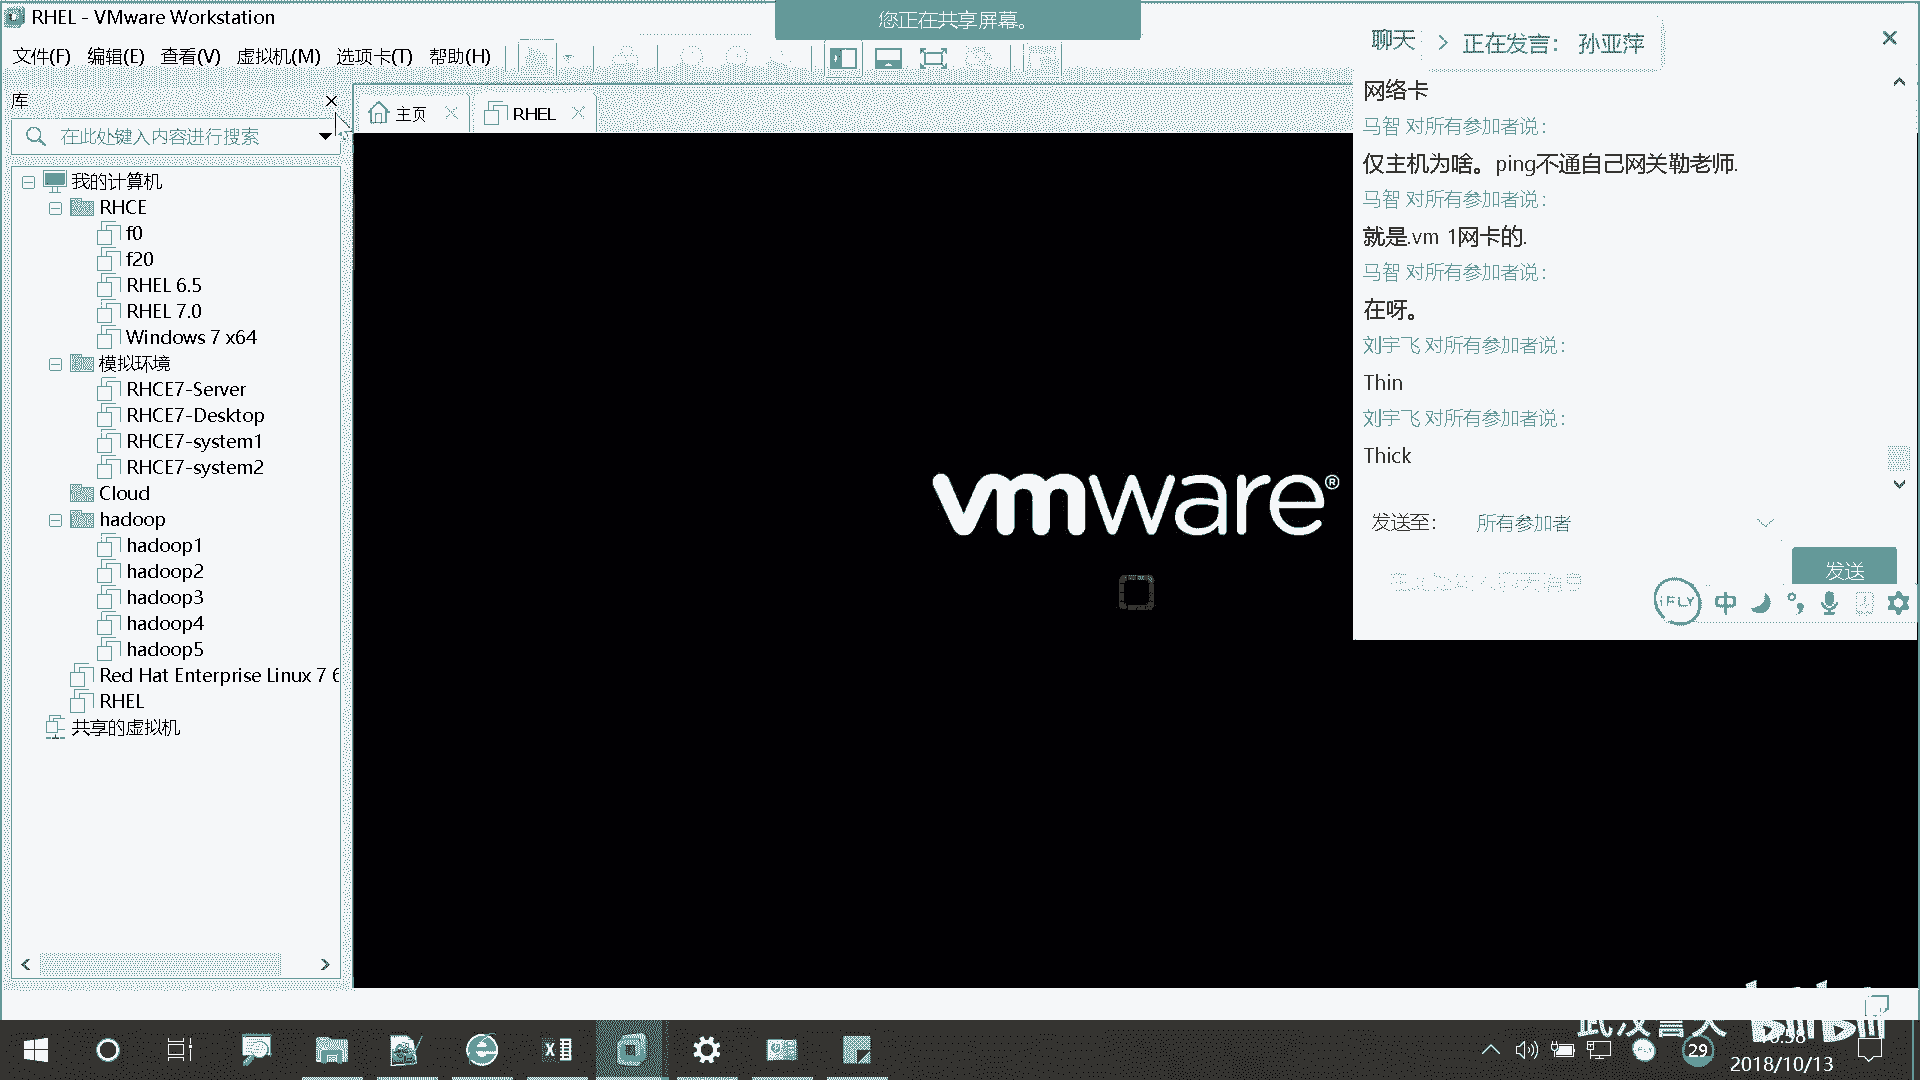 RHEL - VMware Workstation
您正在共享屏幕。
文件(F) 编辑(E) 查看(V) 虚拟机(M) 选项卡(T) 帮助(H)
库
在此处键入内容进行搜索
主页
RHEL
我的计算机
RHCE
f0
f20
RHEL 6.5
RHEL 7.0
Windows 7 x64
模拟环境
RHCE7-Server
RHCE7-Desktop
RHCE7-system1
RHCE7-system2
Cloud
hadoop
hadoop1
hadoop2
hadoop3
hadoop4
hadoop5
Red Hat Enterprise Linux 7 6
RHEL
共享的虚拟机
vmware®
聊天
正在发言： 孙亚萍
网络卡
马智 对所有参加者说：
仅主机为啥。ping不通自己网关勒老师.
马智 对所有参加者说：
就是.vm 1网卡的.
马智 对所有参加者说：
在呀。
刘宇飞 对所有参加者说：
Thin
刘宇飞 对所有参加者说：
Thick
发送至： 所有参加者
发送
iFLY 中
29
2018/10/13